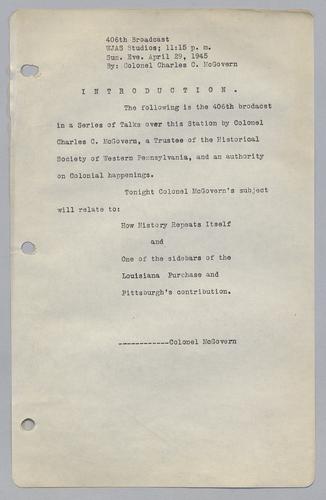 406th Broadcast
WJAS Studios; 11:15 p. m.
Sun. Eve. April 29, 1945
By: Colonel Charles C. McGovern
I N T R O D U C T I O N .
The following is the 406th brodacst
in a Series of Talks over this Station by Colonel
Charles C. McGovern, a Trustee of the Historical
Society of Western Pennsylvania, and an authority
on Colonial happenings.
Tonight Colonel McGovern's subject
will relate to:
How History Repeats Itself
and
One of the sidebars of the
Louisiana Purchase and
Pittsburgh's contribution.
------------Colonel McGovern